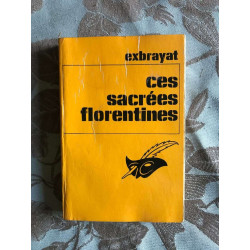 exbrayat
ces
sacrées
florentines